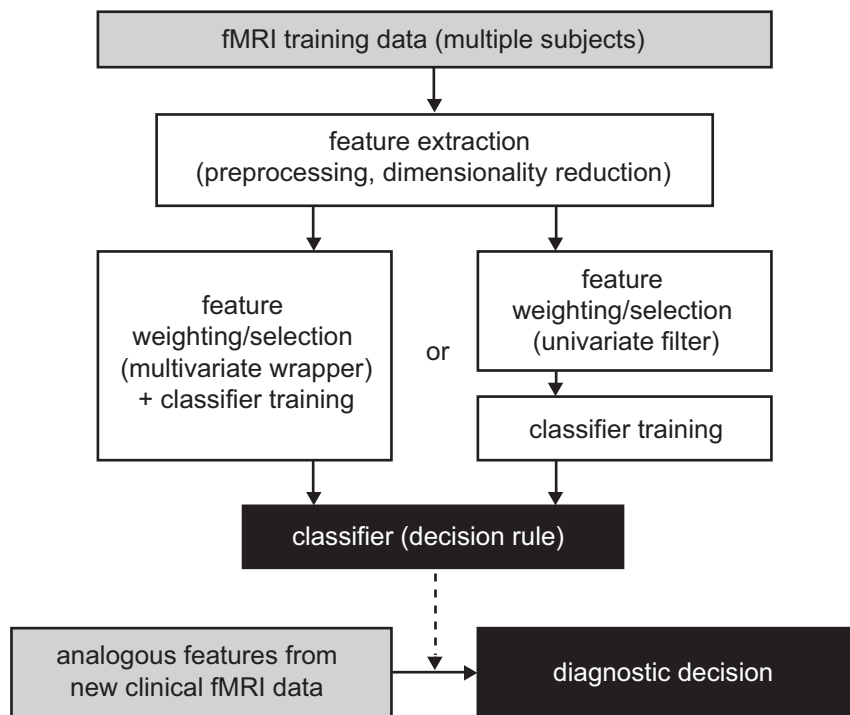 fMRI training data (multiple subjects)
feature extraction
(preprocessing, dimensionality reduction)
feature
weighting/selection
(multivariate wrapper)
+ classifier training
or
feature
weighting/selection
(univariate filter)
classifier training
classifier (decision rule)
analogous features from
new clinical fMRI data
diagnostic decision